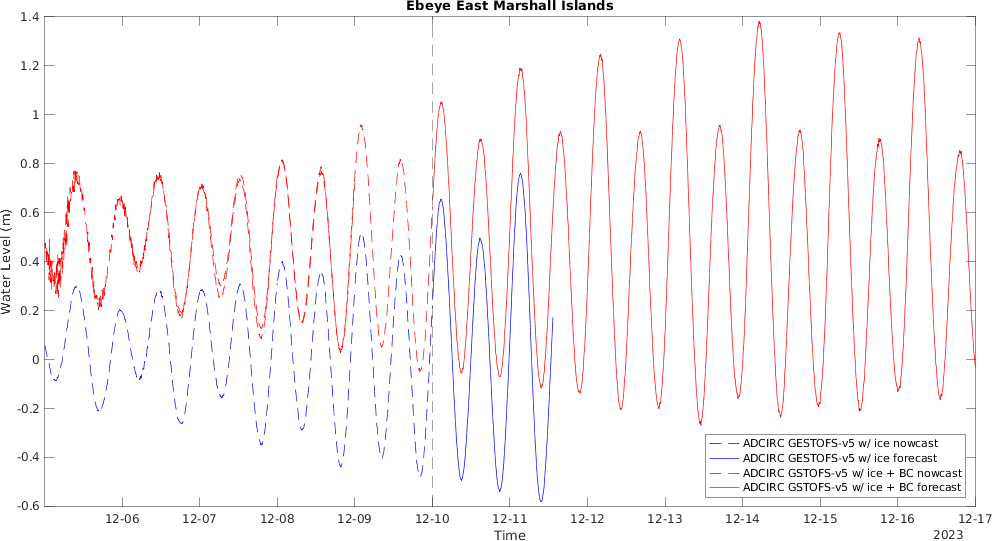 Ebeye East Marshall Islands
1.4
1.2
1
0.8
0.6
0.4
0.2
0
-0.2
-0.4
-0.6
Water Level (m)
ADCIRC GESTOFS-v5 w/ ice nowcast
ADCIRC GESTOFS-v5 w/ ice forecast
ADCIRC GSTOFS-v5 w/ ice + BC nowcast
ADCIRC GSTOFS-v5 w/ ice + BC forecast
12-06 12-07 12-08 12-09 12-10 12-11 12-12 12-13 12-14 12-15 12-16 12-17
Time
2023